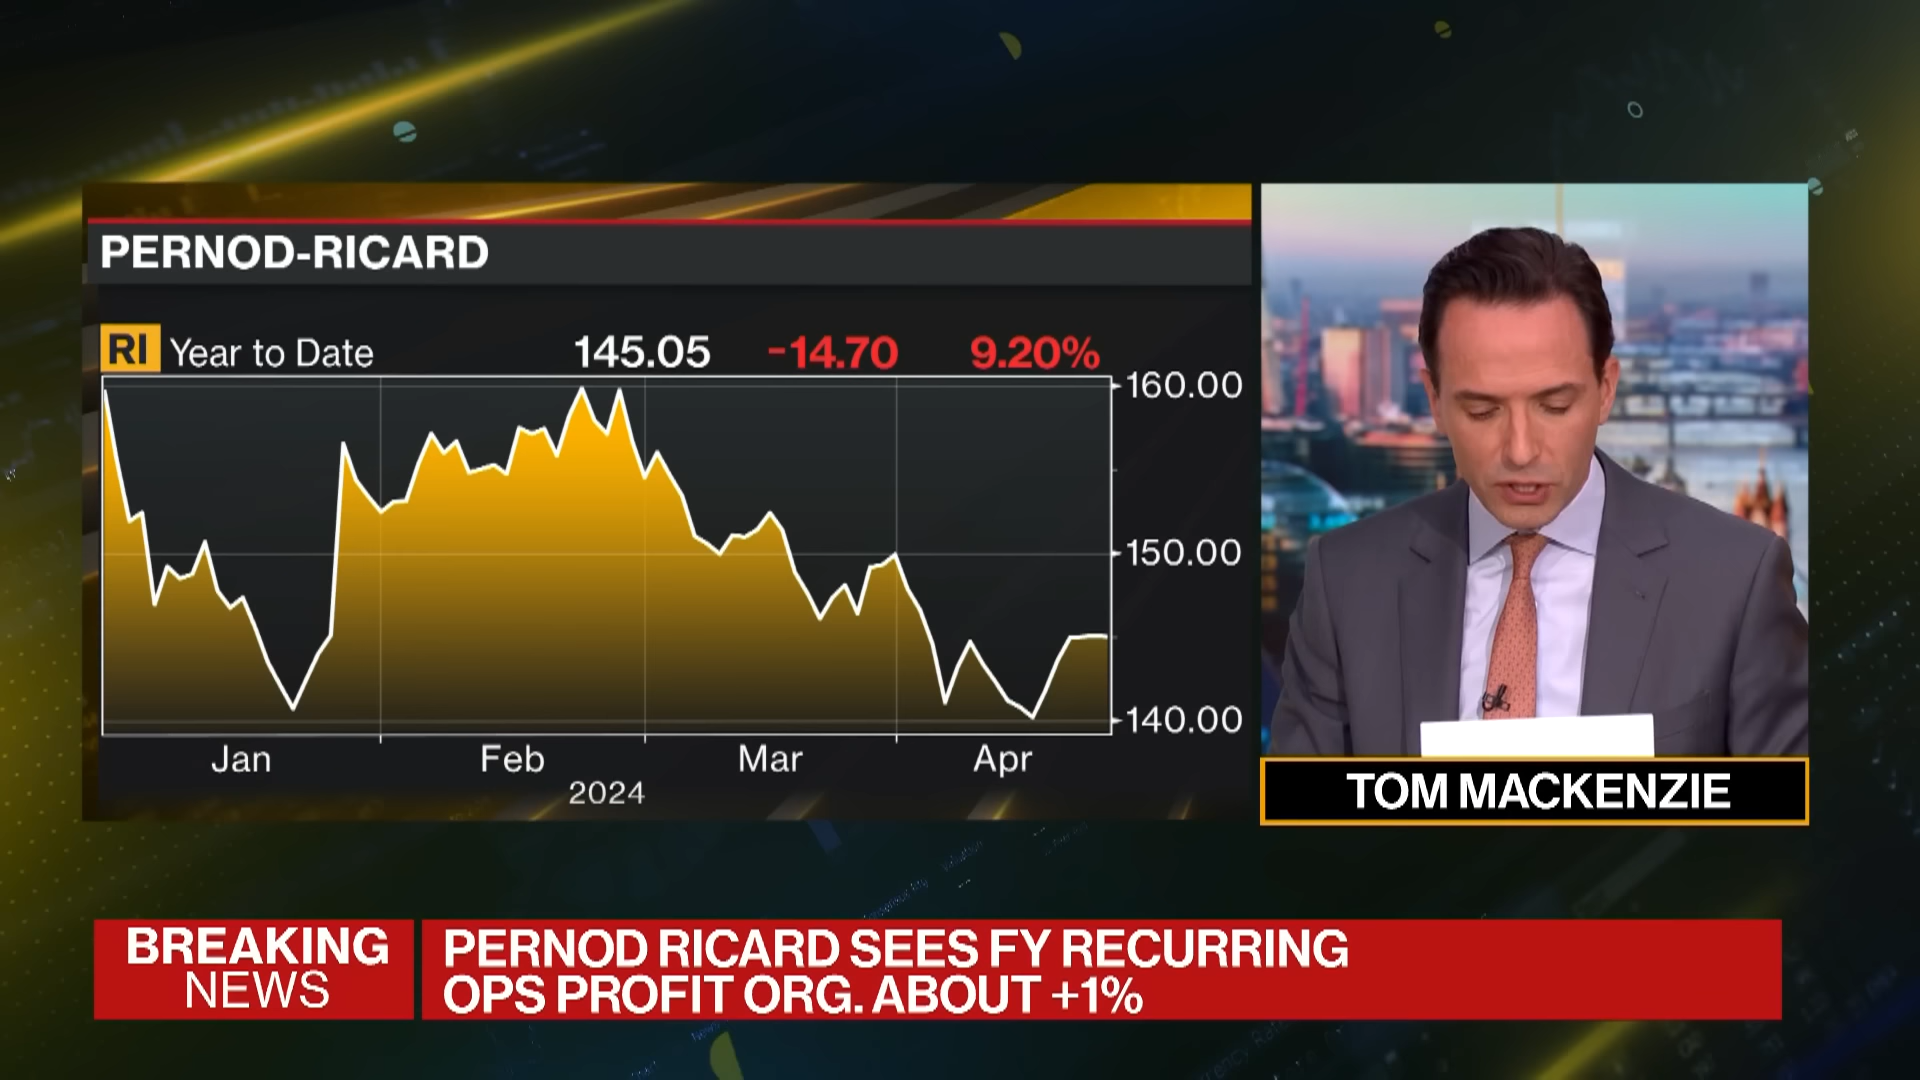 PERNOD-RICARD
RI Year to Date 145.05 -14.70 9.20%
160.00
150.00
140.00
Jan Feb Mar Apr
2024
TOM MACKENZIE
BREAKING
NEWS
PERNOD RICARD SEES FY RECURRING
OPS PROFIT ORG. ABOUT +1%